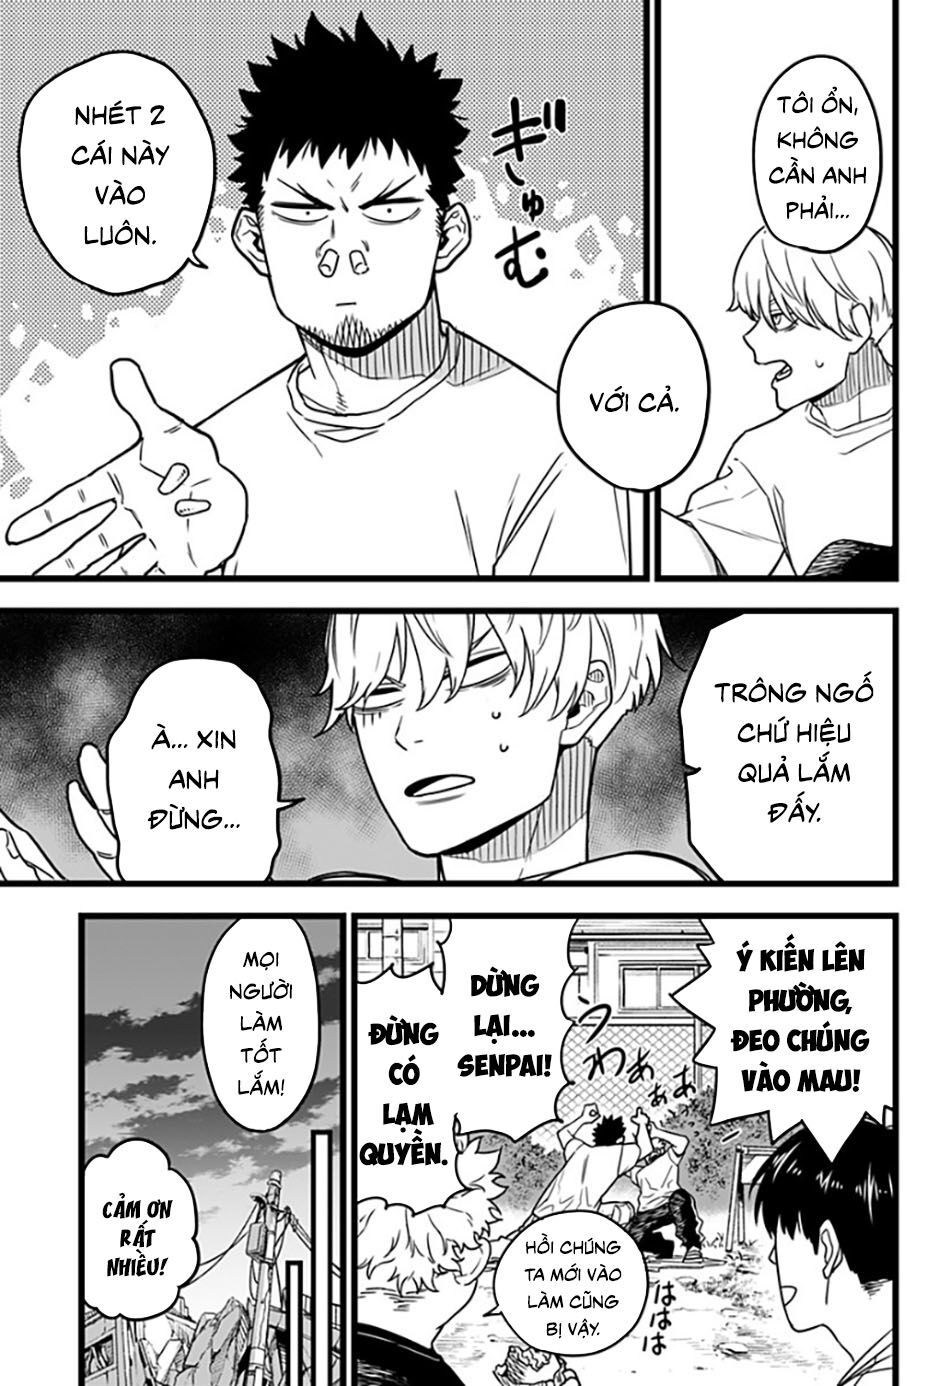 TÔI ỔN,
KHÔNG
CẦN ANH
PHẢI...
VỚI CẢ.
ぎゅむ
NHÉT 2
CÁI NÀY
VÀO
LUÔN.
TRÔNG NGỐ
CHỨ HIỆU
QUẢ LẮM
ĐẤY.
À... XIN
ANH
ĐỪNG...
Ý KIẾN LÊN
PHƯỜNG,
ĐEO CHÚNG
VÀO MAU!
うわぁぁぁ
DỪNG
LẠI...
SENPAI!
ĐỪNG
CÓ
LẠM
QUYỀN.
HỒI CHÚNG
TA MỚI VÀO
LÀM CŨNG
BỊ VẬY.
はははは
MỌI
NGƯỜI
LÀM
TỐT
LẮM!
CẢM ƠN
RẤT
NHIỀU!